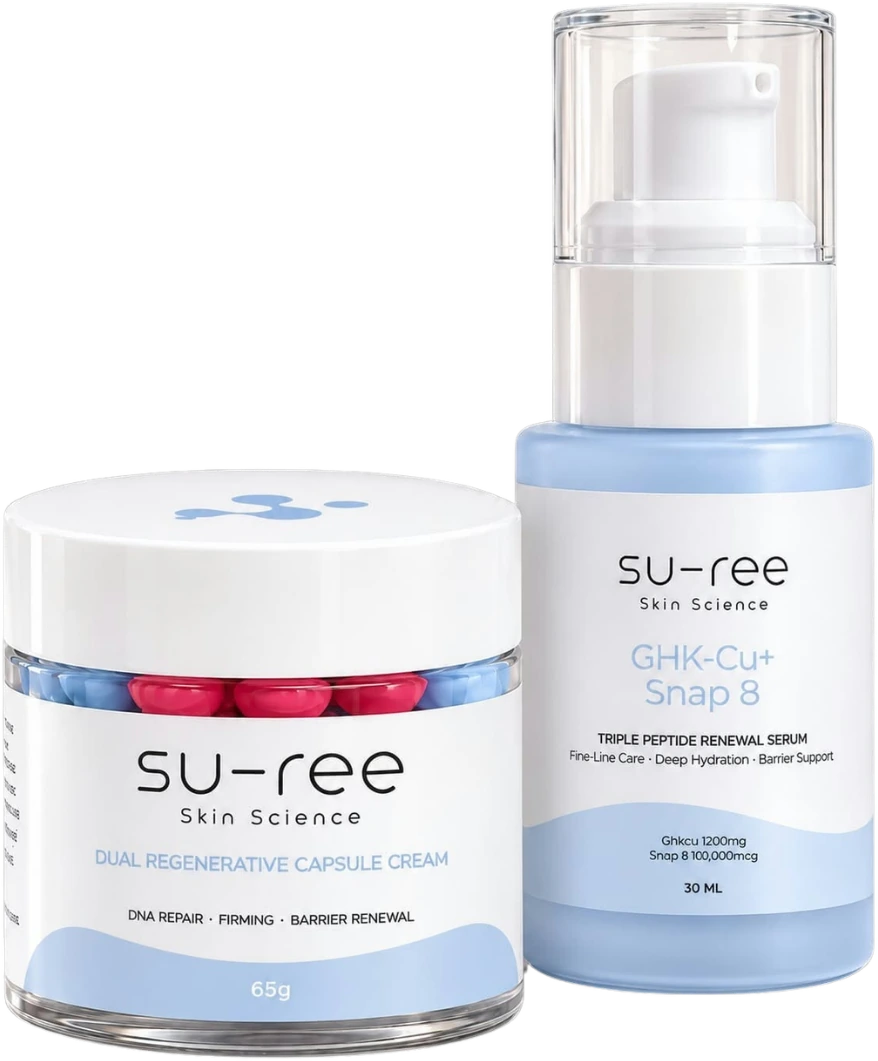 su-ree
Skin Science
DUAL REGENERATIVE CAPSULE CREAM
DNA REPAIR · FIRMING · BARRIER RENEWAL
65g
su-ree
Skin Science
GHK-Cu+
Snap 8
TRIPLE PEPTIDE RENEWAL SERUM
Fine-Line Care · Deep Hydration · Barrier Support
Ghkcu 1200mg
Snap 8 100,000mcg
30 ML